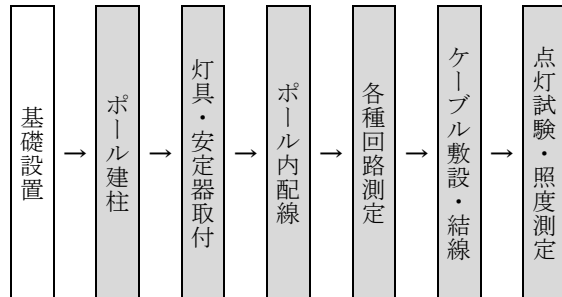 基礎設置
→
ポール建柱
→
灯具・安定器取付
→
ポール内配線
→
各種回路測定
→
ケーブル敷設・結線
→
点灯試験・照度測定